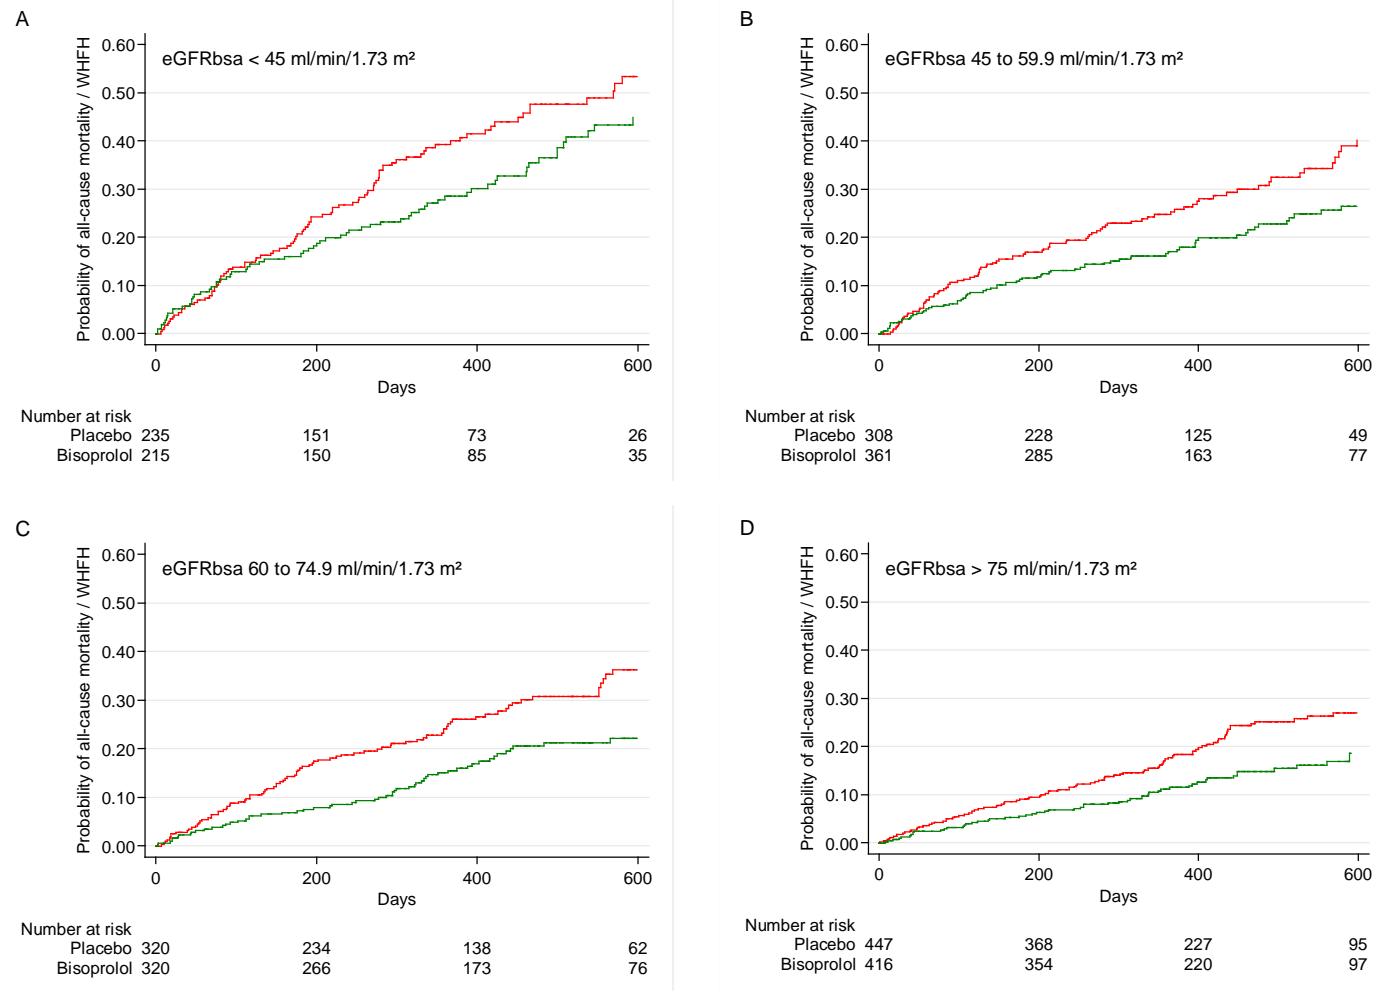 A
Probability of all-cause mortality / WHFH
0.60
0.50
0.40
0.30
0.20
0.10
0.00
eGFRbsa < 45 ml/min/1.73 m²
0 200 400 600
Days
Number at risk
Placebo 235 151 73 26
Bisoprolol 215 150 85 35
B
Probability of all-cause mortality / WHFH
0.60
0.50
0.40
0.30
0.20
0.10
0.00
eGFRbsa 45 to 59.9 ml/min/1.73 m²
0 200 400 600
Days
Number at risk
Placebo 308 228 125 49
Bisoprolol 361 285 163 77
C
Probability of all-cause mortality / WHFH
0.60
0.50
0.40
0.30
0.20
0.10
0.00
eGFRbsa 60 to 74.9 ml/min/1.73 m²
0 200 400 600
Days
Number at risk
Placebo 320 234 138 62
Bisoprolol 320 266 173 76
D
Probability of all-cause mortality / WHFH
0.60
0.50
0.40
0.30
0.20
0.10
0.00
eGFRbsa > 75 ml/min/1.73 m²
0 200 400 600
Days
Number at risk
Placebo 447 368 227 95
Bisoprolol 416 354 220 97